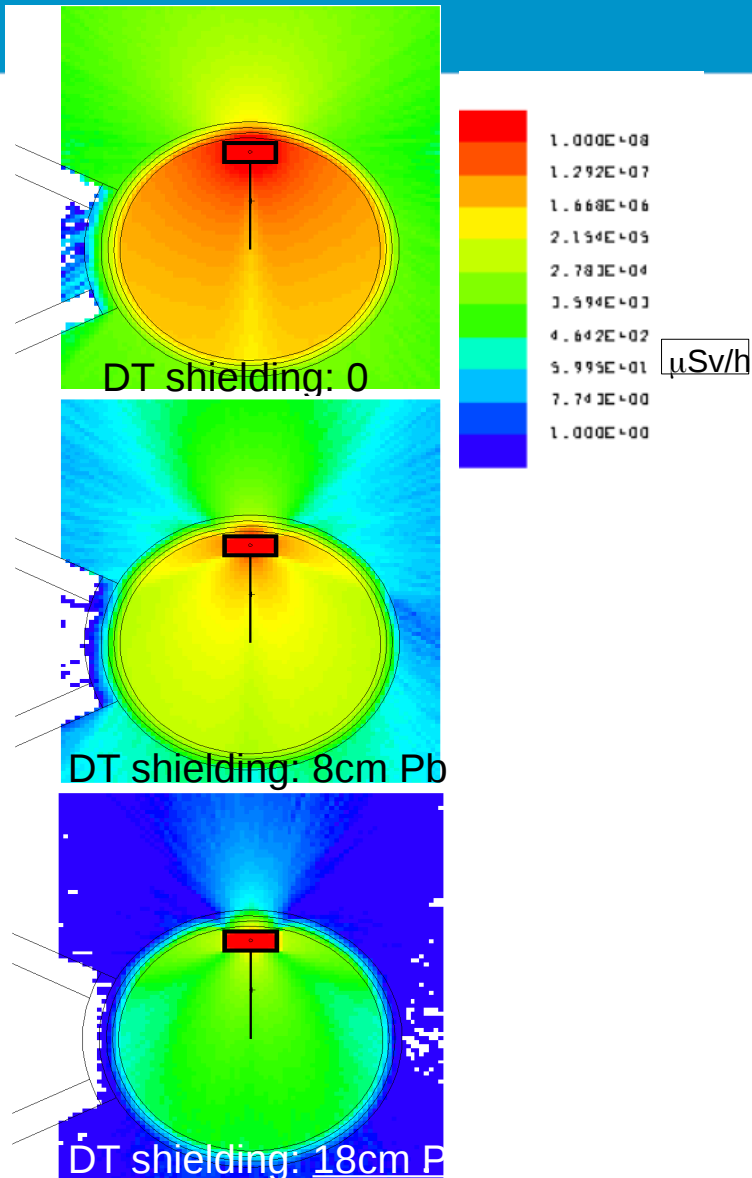 1.000E+08
1.292E+07
1.668E+06
2.154E+05
2.783E+04
3.594E+03
4.642E+02
5.995E+01
7.743E+00
1.000E+00
μSv/h
DT shielding: 0
DT shielding: 8cm Pb
DT shielding: 18cm P